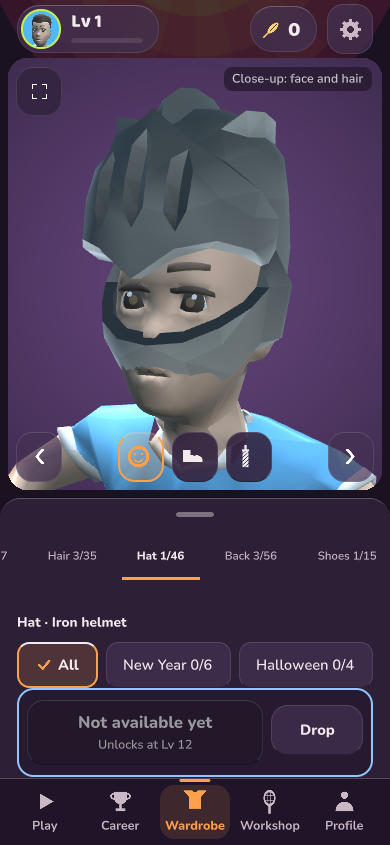 Lv 1
0
Close-up: face and hair
7
Hair 3/35
Hat 1/46
Back 3/56
Shoes 1/15
Hat · Iron helmet
All
New Year 0/6
Halloween 0/4
Not available yet
Unlocks at Lv 12
Drop
Play
Career
Wardrobe
Workshop
Profile